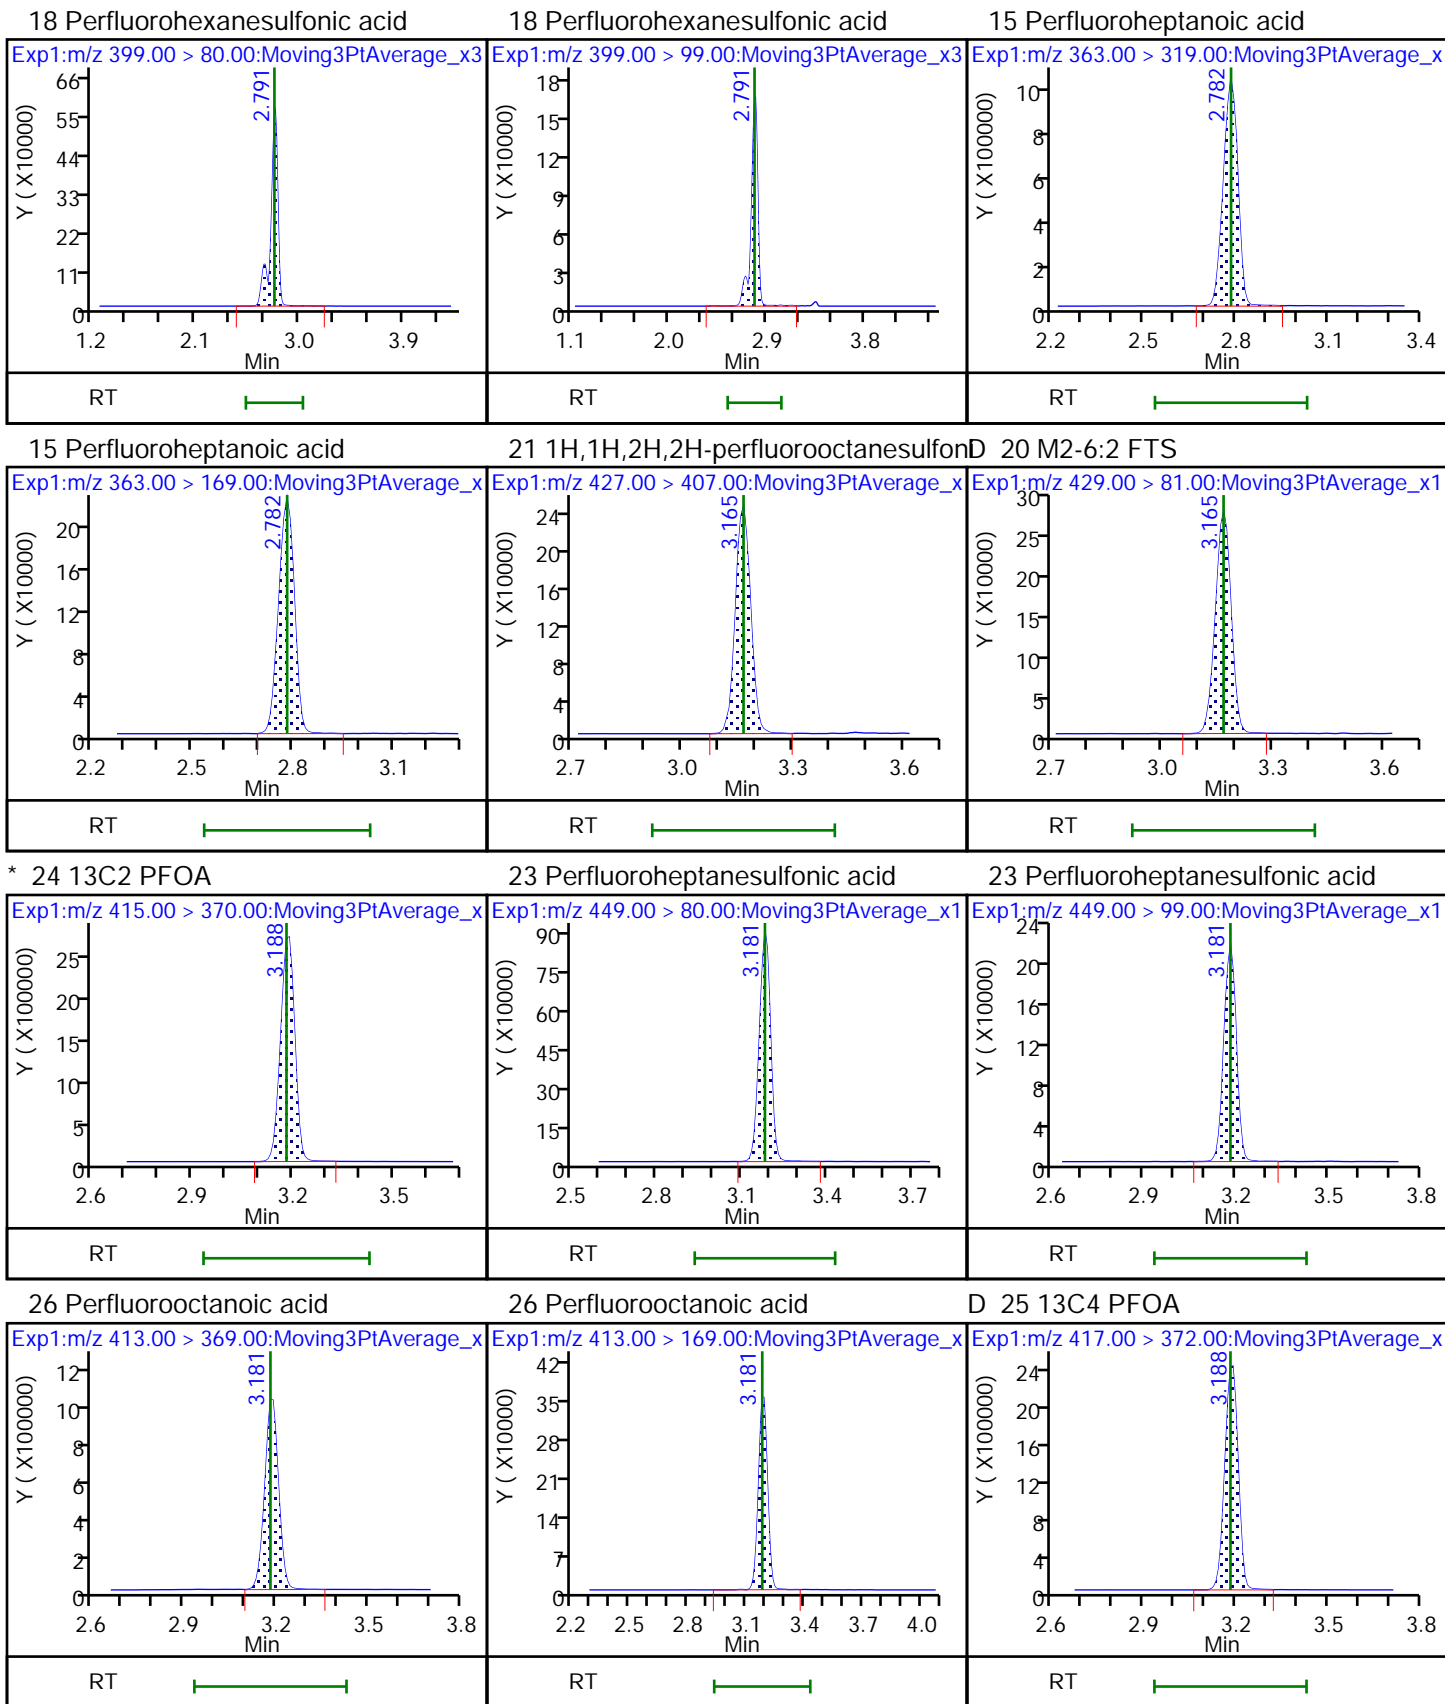 18 Perfluorohexanesulfonic acid
Exp1:m/z 399.00 > 80.00:Moving3PtAverage_x3
2.791
Y ( X10000)
66
55
44
33
22
11
0
1.2 2.1 3.0 3.9
Min
RT
18 Perfluorohexanesulfonic acid
Exp1:m/z 399.00 > 99.00:Moving3PtAverage_x3
2.791
Y ( X10000)
18
15
12
9
6
3
0
1.1 2.0 2.9 3.8
Min
RT
15 Perfluoroheptanoic acid
Exp1:m/z 363.00 > 319.00:Moving3PtAverage_x
2.782
Y ( X100000)
10
8
6
4
2
0
2.2 2.5 2.8 3.1 3.4
Min
RT
15 Perfluoroheptanoic acid
Exp1:m/z 363.00 > 169.00:Moving3PtAverage_x
2.782
Y ( X10000)
20
16
12
8
4
0
2.2 2.5 2.8 3.1
Min
RT
21 1H,1H,2H,2H-perfluorooctanesulfon
Exp1:m/z 427.00 > 407.00:Moving3PtAverage_x
3.165
Y ( X10000)
24
20
16
12
8
4
0
2.7 3.0 3.3 3.6
Min
RT
D 20 M2-6:2 FTS
Exp1:m/z 429.00 > 81.00:Moving3PtAverage_x1
3.165
Y ( X10000)
30
25
20
15
10
5
0
2.7 3.0 3.3 3.6
Min
RT
* 24 13C2 PFOA
Exp1:m/z 415.00 > 370.00:Moving3PtAverage_x
3.188
Y ( X100000)
25
20
15
10
5
0
2.6 2.9 3.2 3.5
Min
RT
23 Perfluoroheptanesulfonic acid
Exp1:m/z 449.00 > 80.00:Moving3PtAverage_x1
3.181
Y ( X10000)
90
75
60
45
30
15
0
2.5 2.8 3.1 3.4 3.7
Min
RT
23 Perfluoroheptanesulfonic acid
Exp1:m/z 449.00 > 99.00:Moving3PtAverage_x1
3.181
Y ( X10000)
24
20
16
12
8
4
0
2.6 2.9 3.2 3.5 3.8
Min
RT
26 Perfluorooctanoic acid
Exp1:m/z 413.00 > 369.00:Moving3PtAverage_x
3.181
Y ( X100000)
12
10
8
6
4
2
0
2.6 2.9 3.2 3.5 3.8
Min
RT
26 Perfluorooctanoic acid
Exp1:m/z 413.00 > 169.00:Moving3PtAverage_x
3.181
Y ( X10000)
42
35
28
21
14
7
0
2.2 2.5 2.8 3.1 3.4 3.7 4.0
Min
RT
D 25 13C4 PFOA
Exp1:m/z 417.00 > 372.00:Moving3PtAverage_x
3.188
Y ( X100000)
24
20
16
12
8
4
0
2.6 2.9 3.2 3.5 3.8
Min
RT